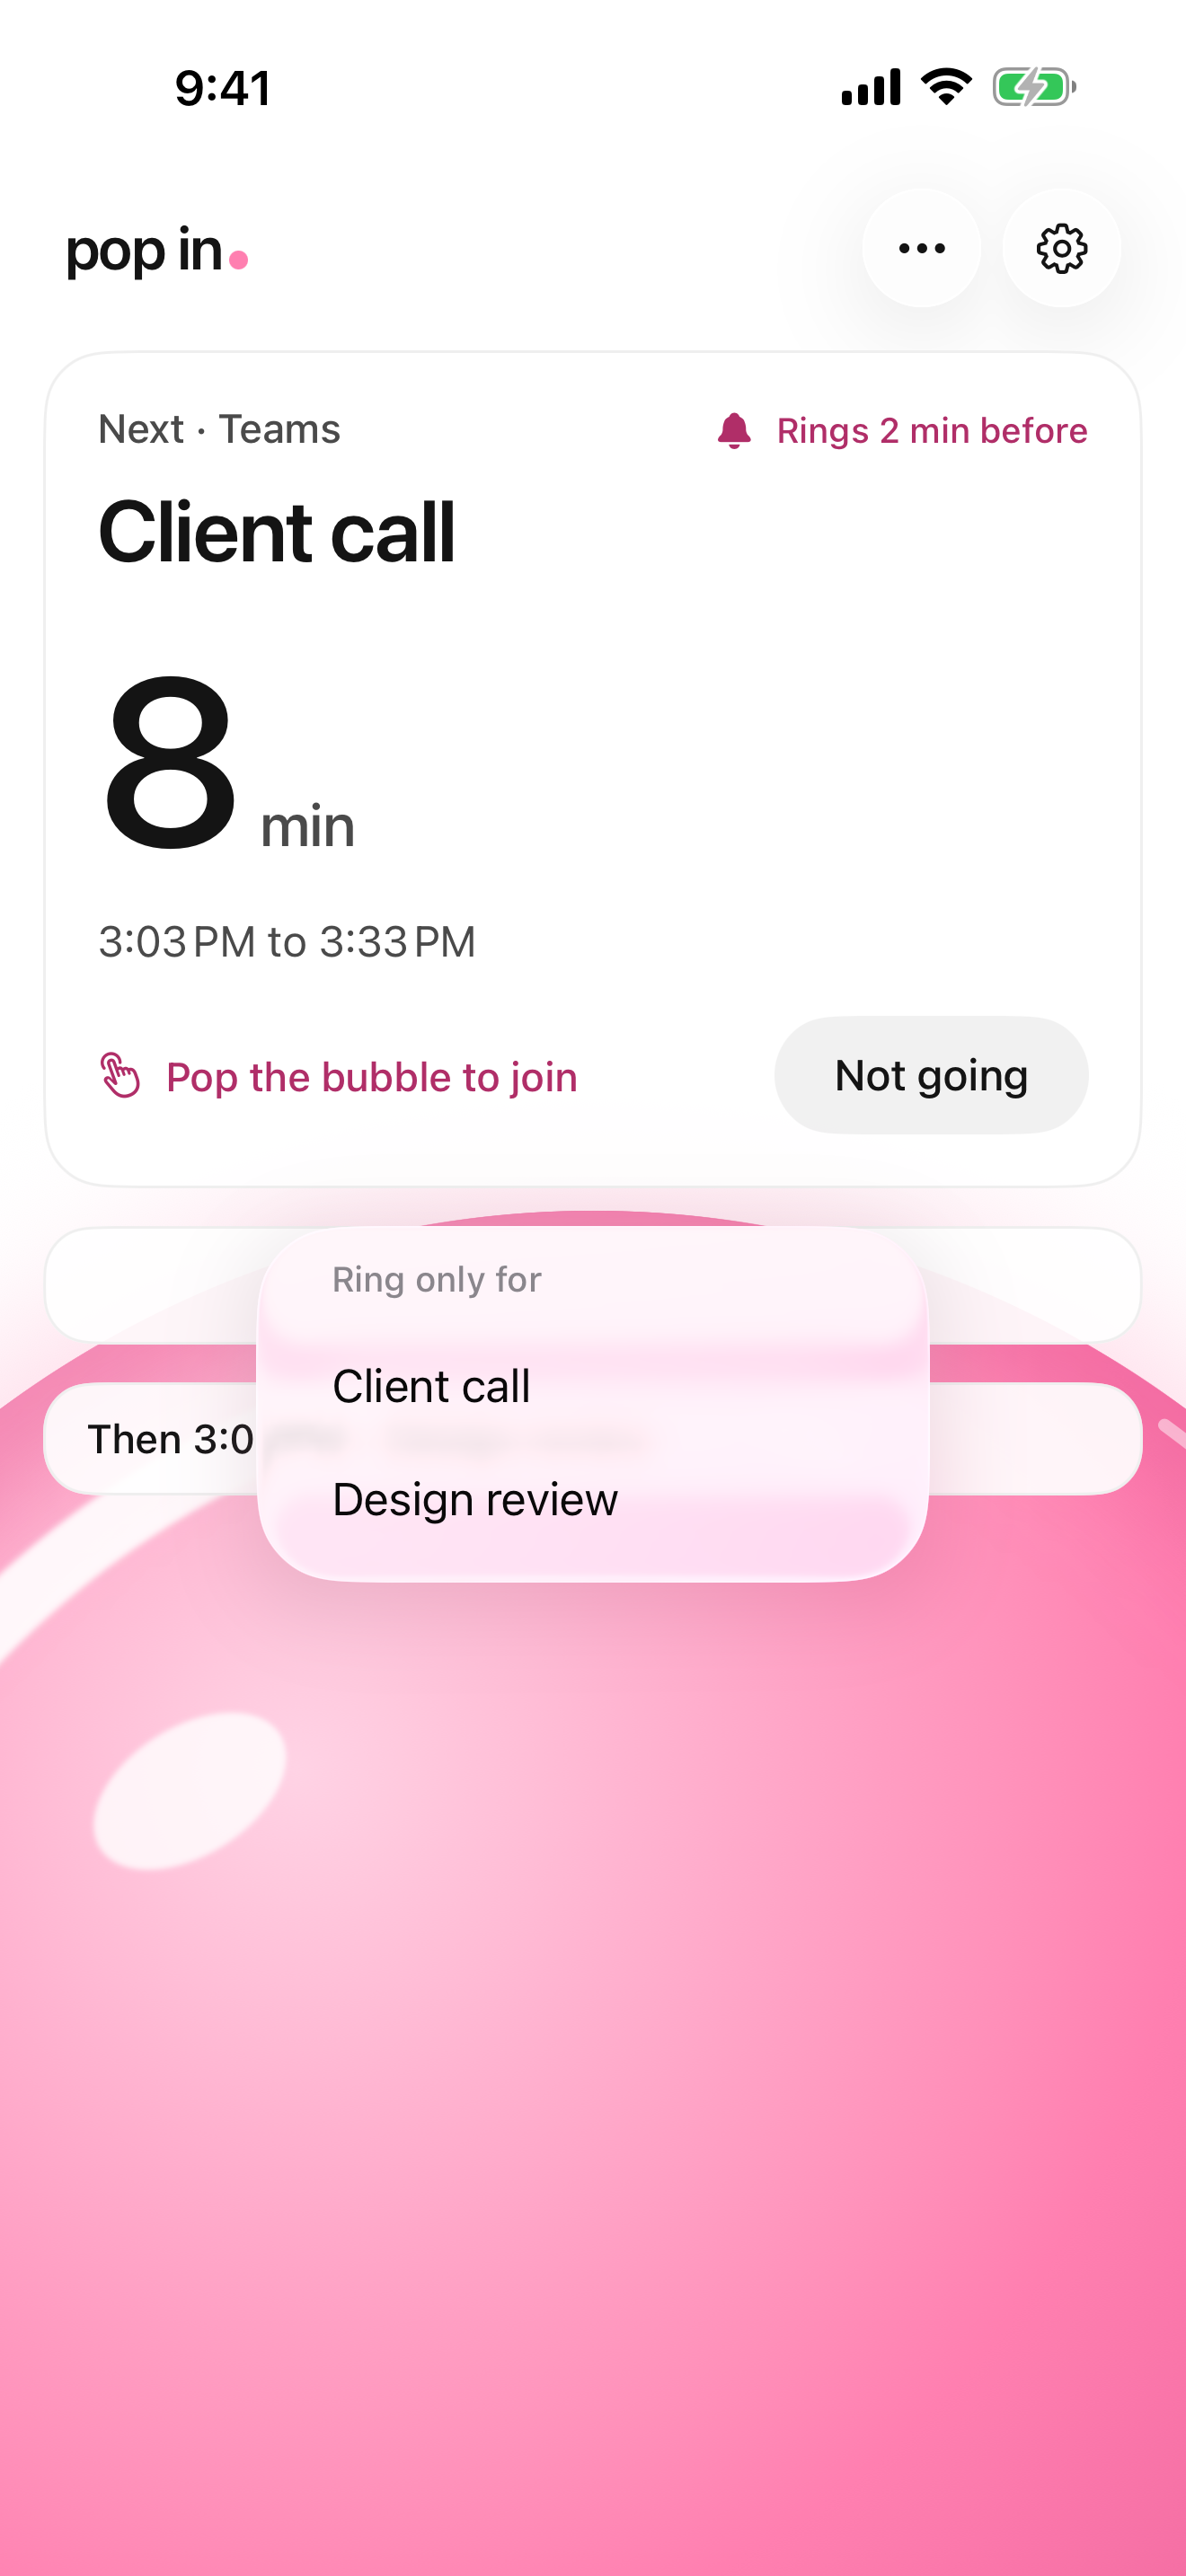 9:41
pop in
Next · Teams
Rings 2 min before
Client call
8 min
3:03 PM to 3:33 PM
Pop the bubble to join
Not going
Ring only for
Client call
Then 3:0
Design review